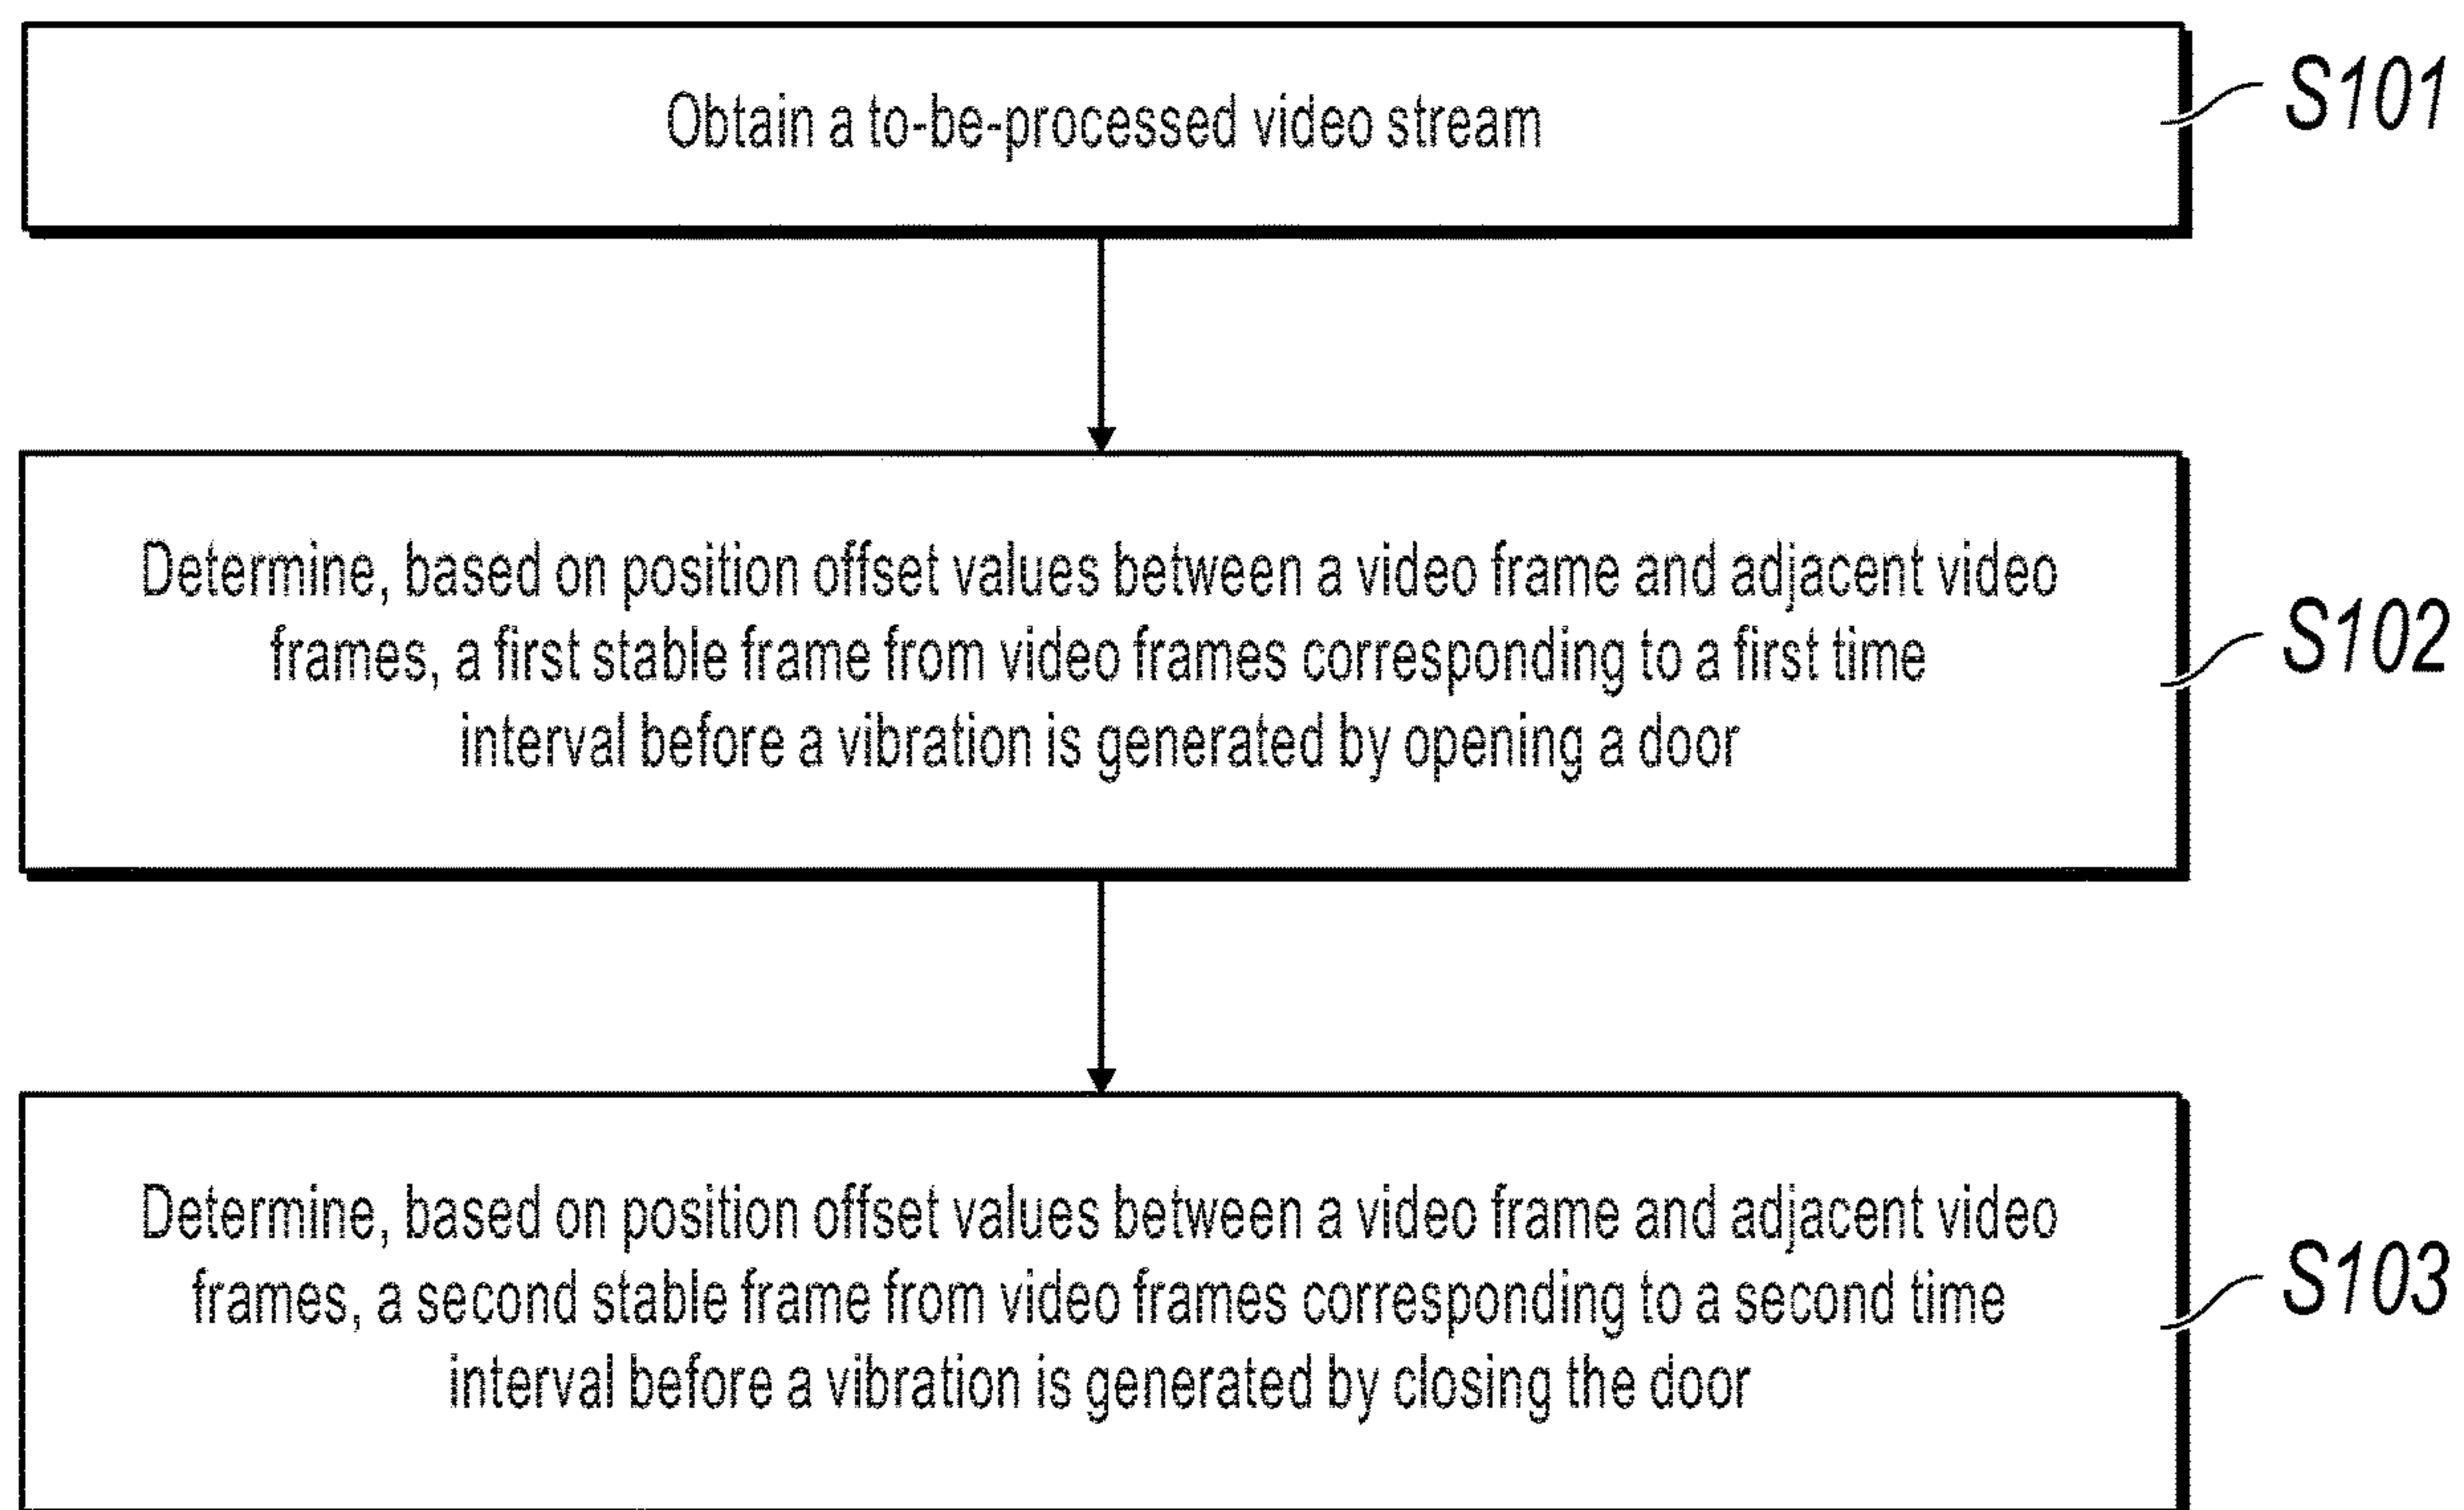 Obtain a to-be-processed video stream
S101
Determine, based on position offset values between a video frame and adjacent video
frames, a first stable frame from video frames corresponding to a first time
interval before a vibration is generated by opening a door
S102
Determine, based on position offset values between a video frame and adjacent video
frames, a second stable frame from video frames corresponding to a second time
interval before a vibration is generated by closing the door
S103